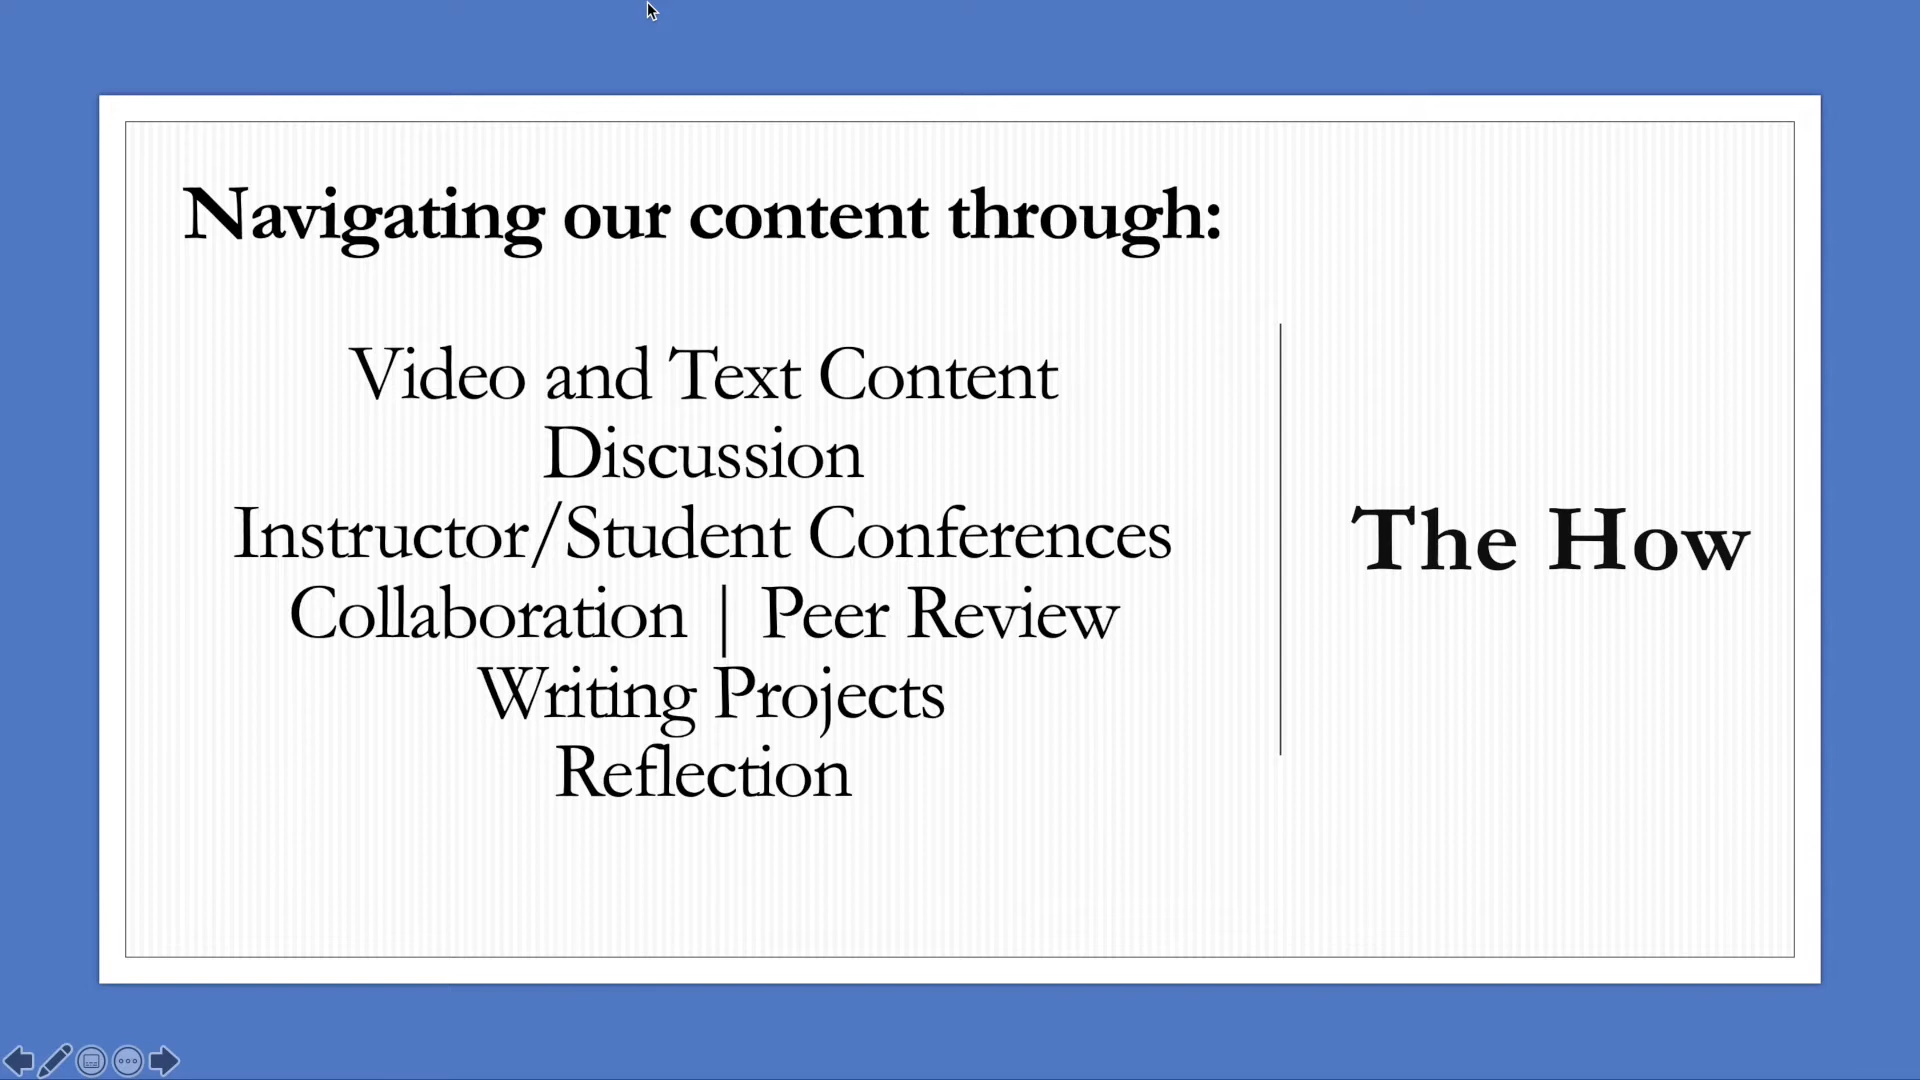 Navigating our content through:
Video and Text Content
Discussion
Instructor/Student Conferences
Collaboration | Peer Review
Writing Projects
Reflection
The How